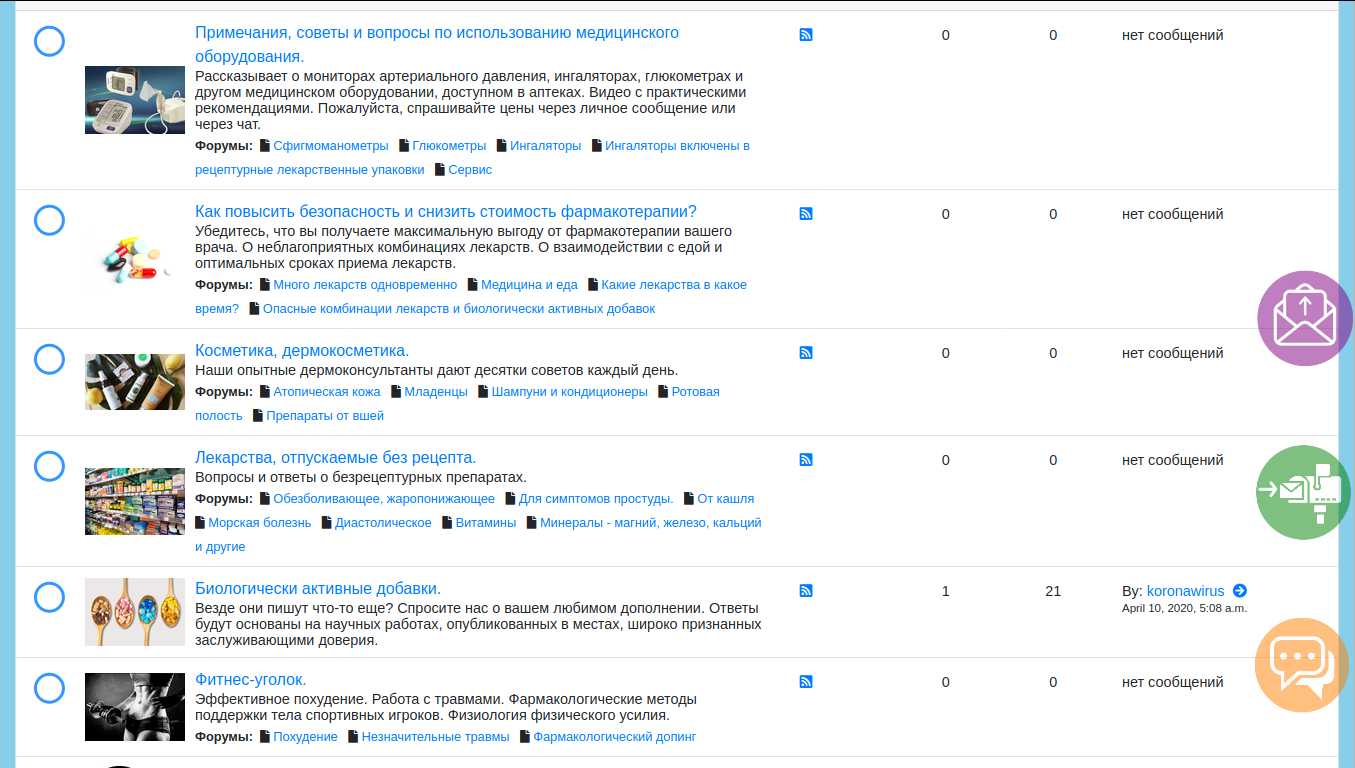 Примечания, советы и вопросы по использованию медицинского
оборудования.
Рассказывает о мониторах артериального давления, ингаляторах, глюкометрах и
другом медицинском оборудовании, доступном в аптеках. Видео с практическими
рекомендациями. Пожалуйста, спрашивайте цены через личное сообщение или
через чат.
Форумы: Сфигмоманометры Глюкометры Ингаляторы Ингаляторы включены в
рецептурные лекарственные упаковки Сервис
0 0 нет сообщений
Как повысить безопасность и снизить стоимость фармакотерапии?
Убедитесь, что вы получаете максимальную выгоду от фармакотерапии вашего
врача. О неблагоприятных комбинациях лекарств. О взаимодействии с едой и
оптимальных сроках приема лекарств.
Форумы: Много лекарств одновременно Медицина и еда Какие лекарства в какое
время? Опасные комбинации лекарств и биологически активных добавок
0 0 нет сообщений
Косметика, дермокосметика.
Наши опытные дермоконсультанты дают десятки советов каждый день.
Форумы: Атопическая кожа Младенцы Шампуни и кондиционеры Ротовая
полость Препараты от вшей
0 0 нет сообщений
Лекарства, отпускаемые без рецепта.
Вопросы и ответы о безрецептурных препаратах.
Форумы: Обезболивающее, жаропонижающее Для симптомов простуды. От кашля
Морская болезнь Диастолическое Витамины Минералы - магний, железо, кальций
и другие
0 0 нет сообщений
Биологически активные добавки.
Везде они пишут что-то еще? Спросите нас о вашем любимом дополнении. Ответы
будут основаны на научных работах, опубликованных в местах, широко признанных
заслуживающими доверия.
1 21 By: koronawirus
April 10, 2020, 5:08 a.m.
Фитнес-уголок.
Эффективное похудение. Работа с травмами. Фармакологические методы
поддержки тела спортивных игроков. Физиология физического усилия.
Форумы: Похудение Незначительные травмы Фармакологический допинг
0 0 нет сообщений